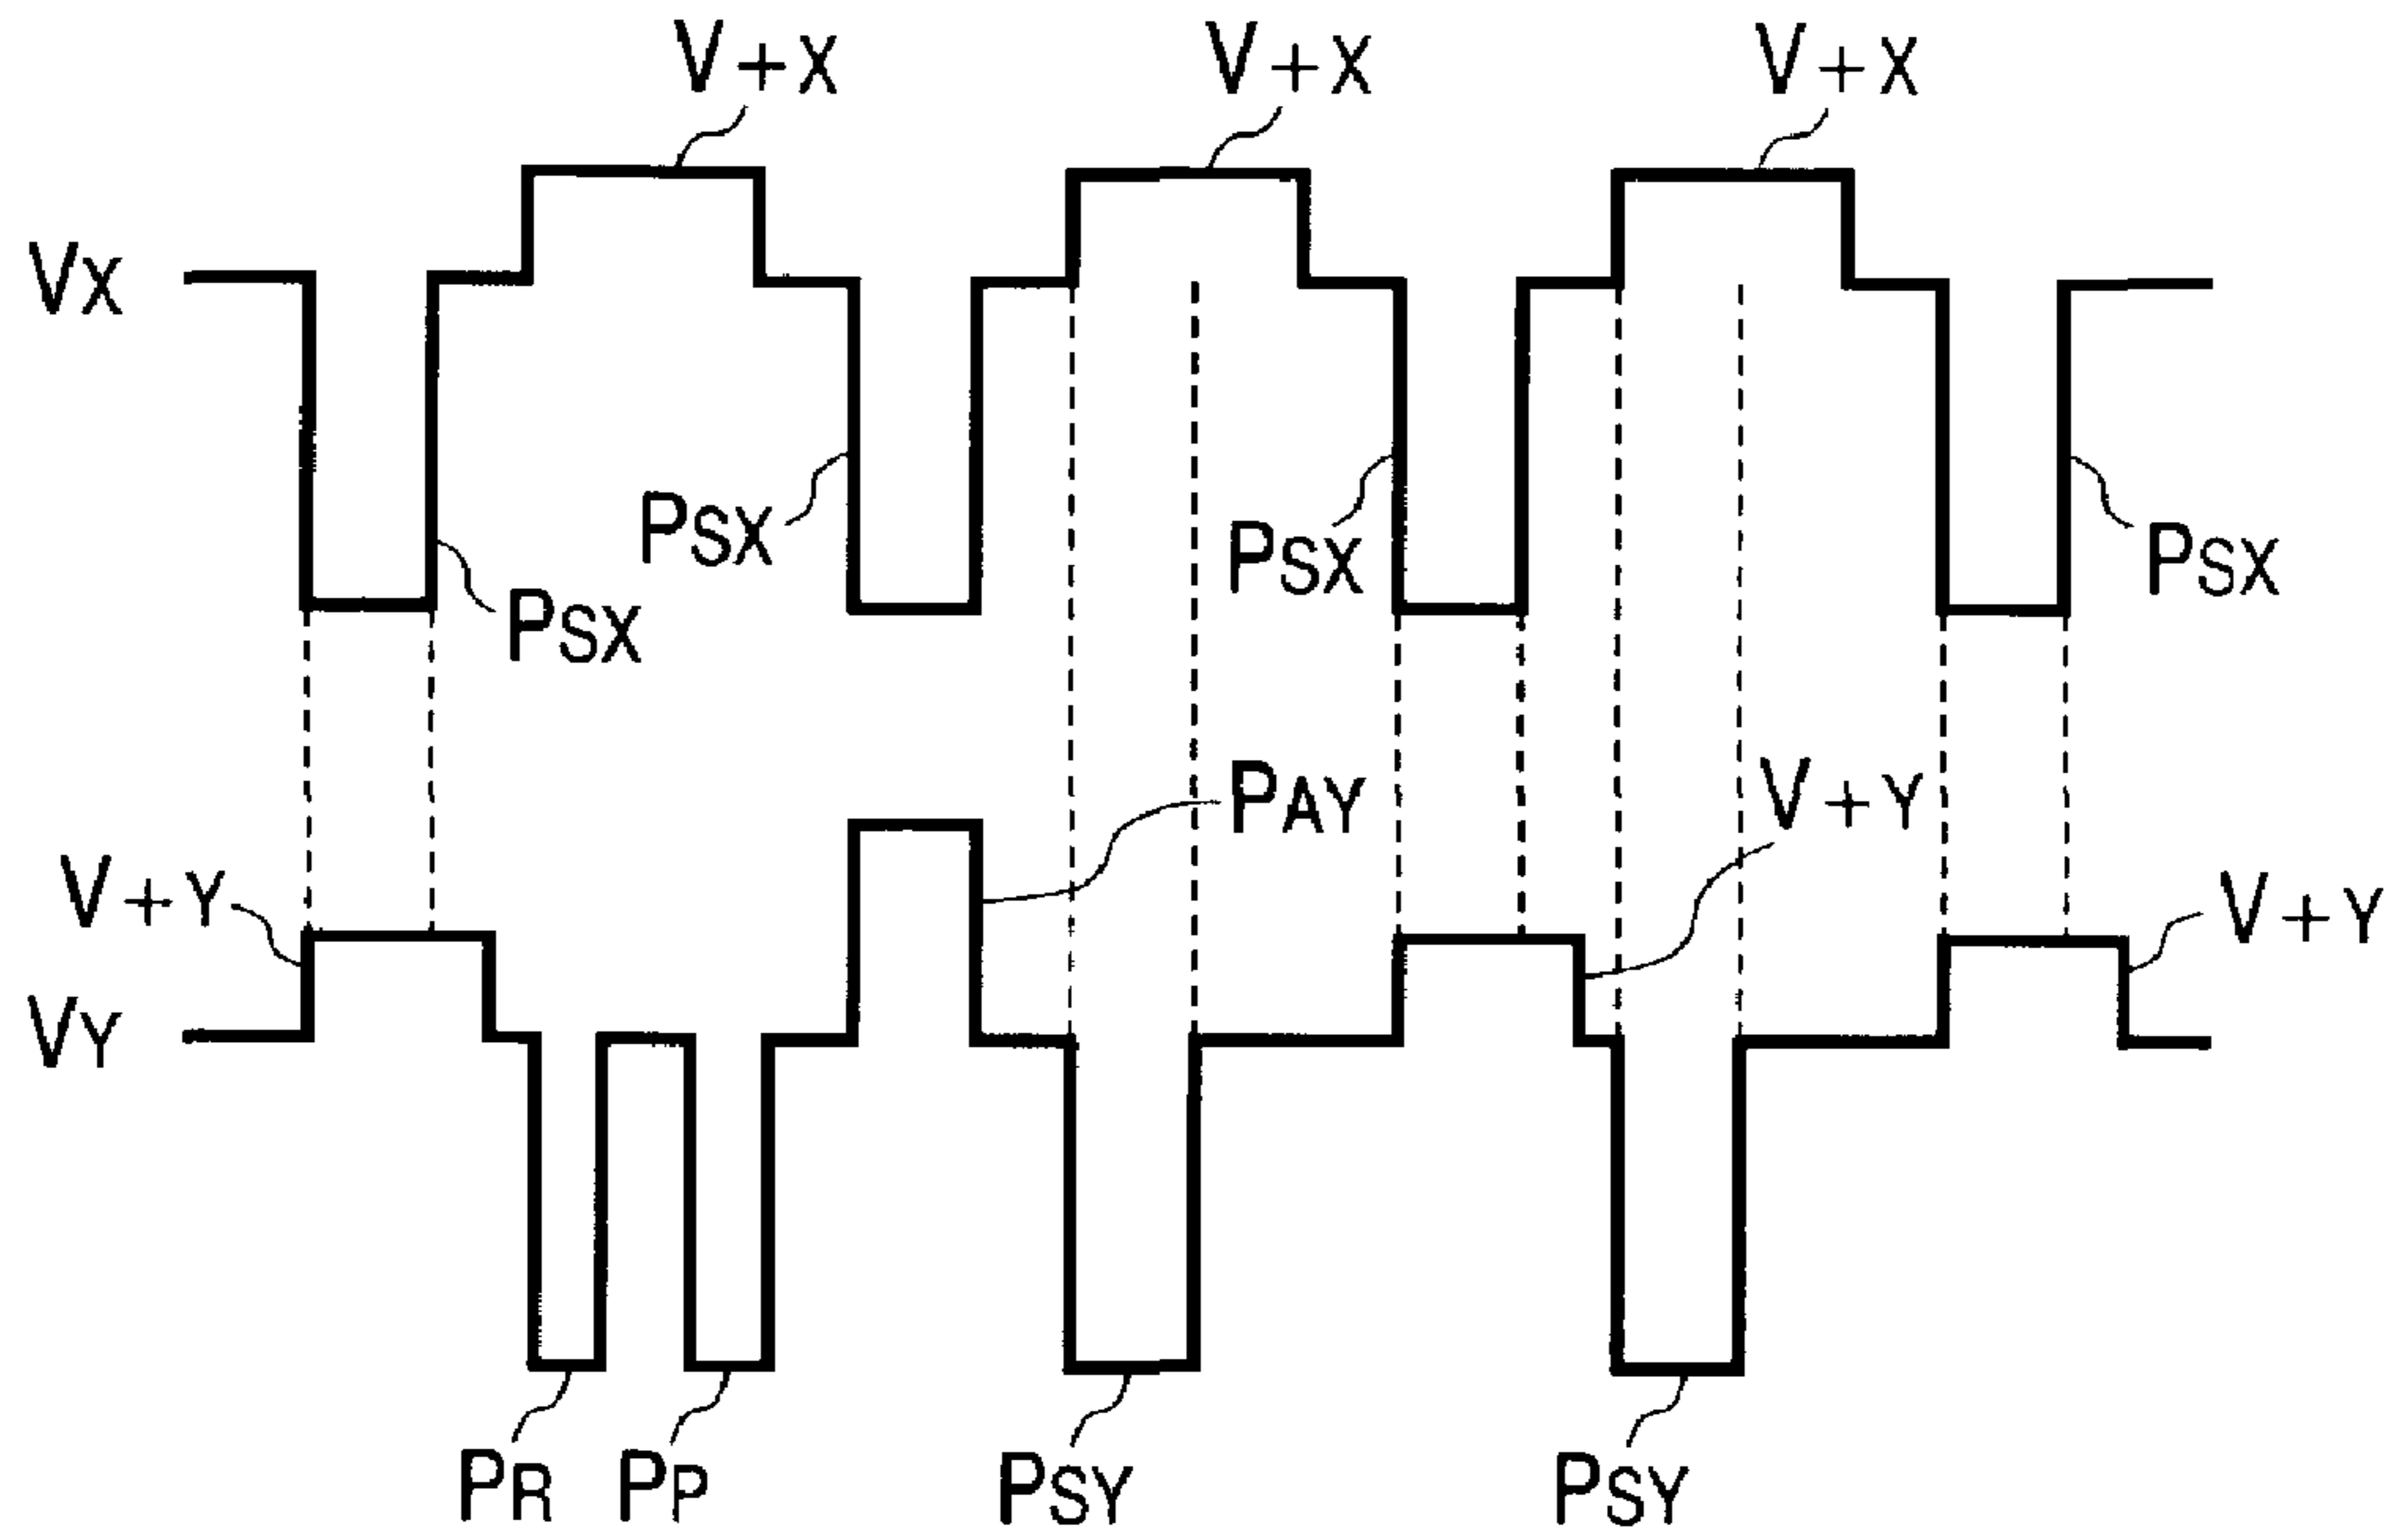 V+X V+X V+X
VX
PSX PSX PSX
PSX
PAY V+Y
V+Y V+Y
VY
PR PP PSY PSY